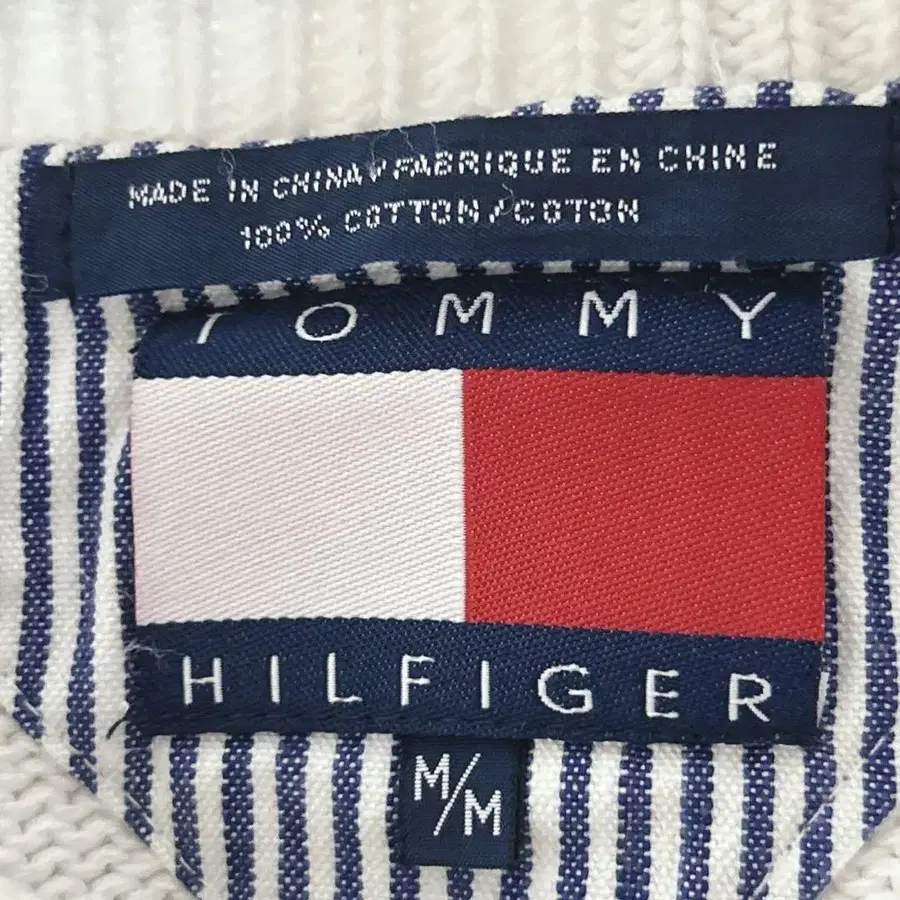 MADE IN CHINA / FABRIQUE EN CHINE
100% COTTON / COTON
TOMMY
HILFIGER
M/M